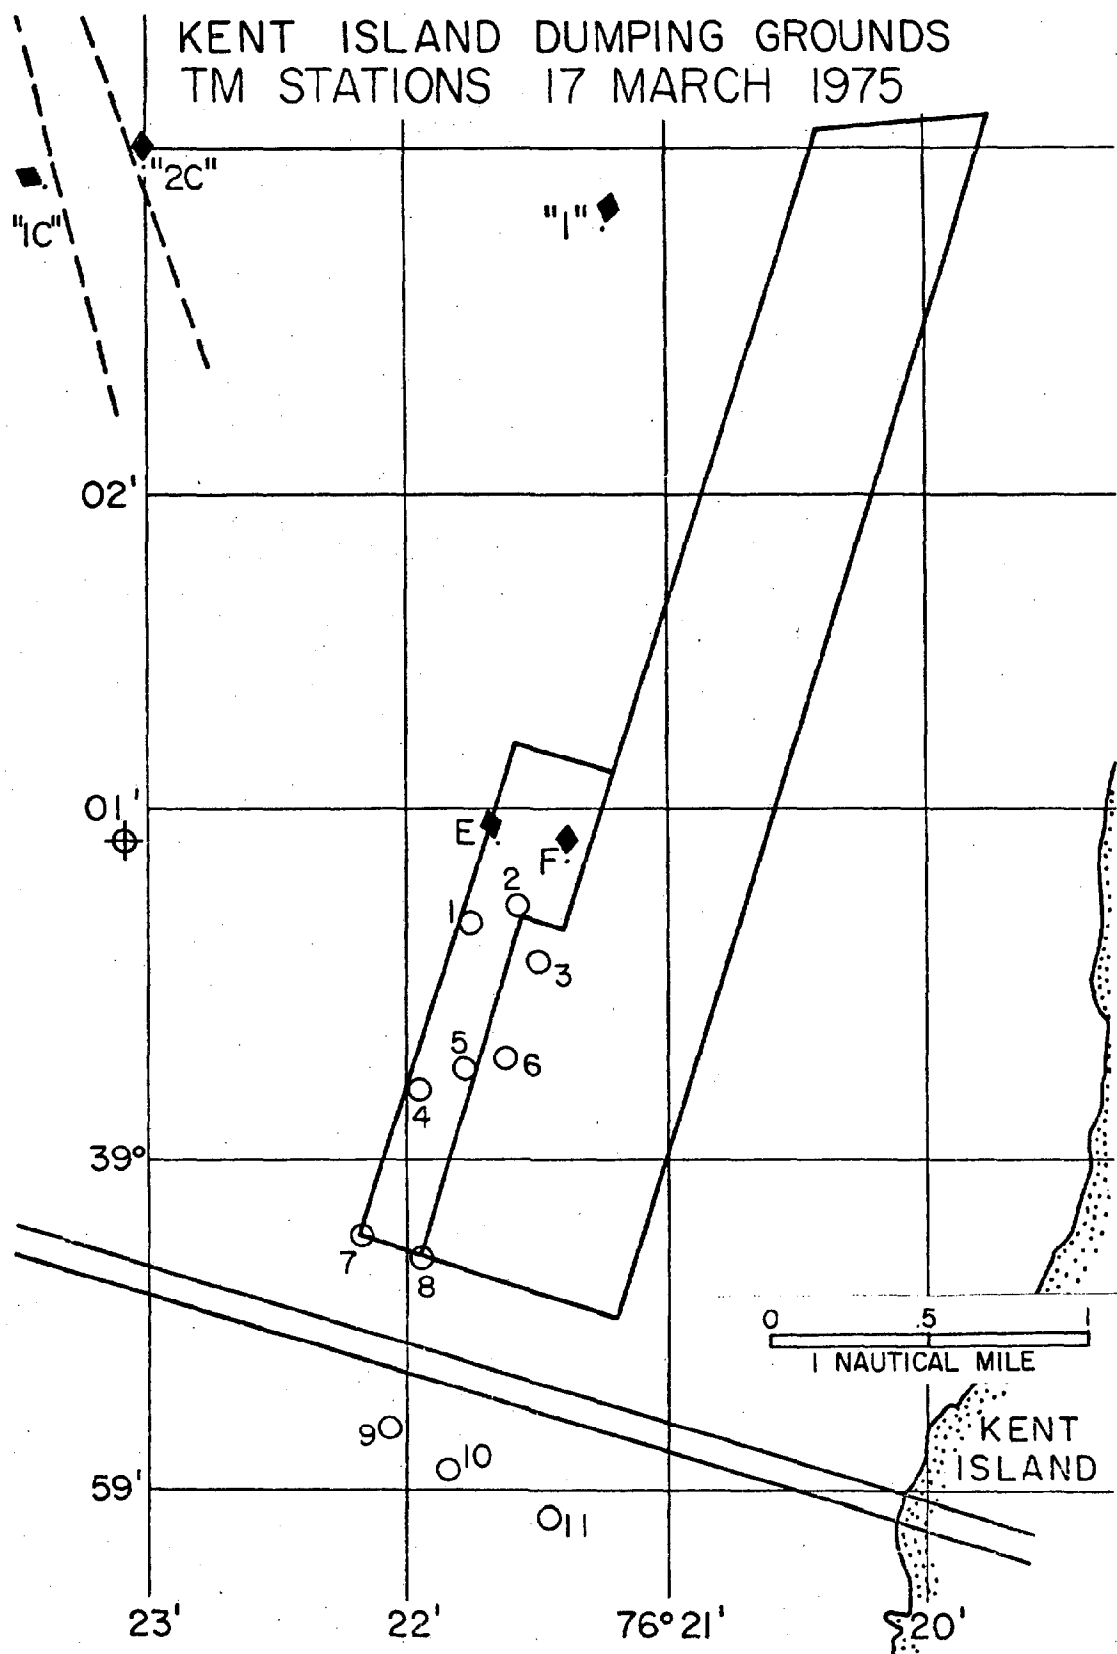 KENT ISLAND DUMPING GROUNDS
TM STATIONS 17 MARCH 1975
"2C"
"1C"
"1"
02'
01'
E
F
2
1
3
5
6
4
39°
7
8
0 .5 1
1 NAUTICAL MILE
9
10
KENT
ISLAND
59'
11
23' 22' 76° 21' 20'